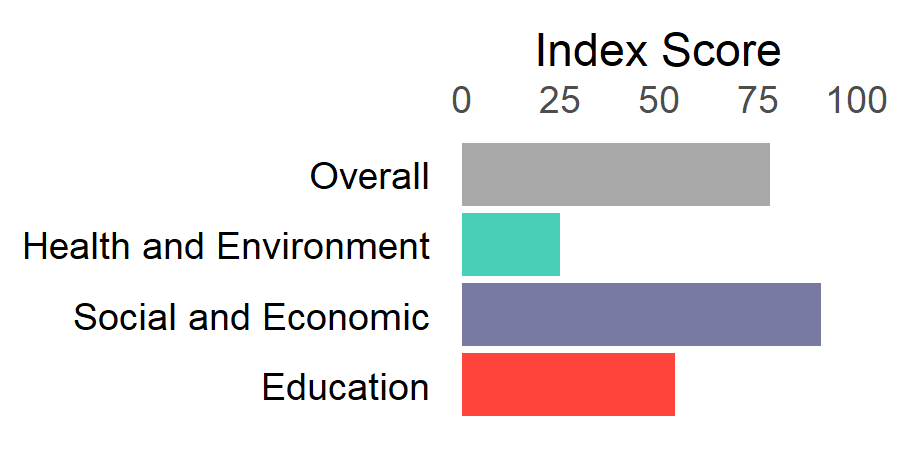 Index Score
0 25 50 75 100
Overall
Health and Environment
Social and Economic
Education